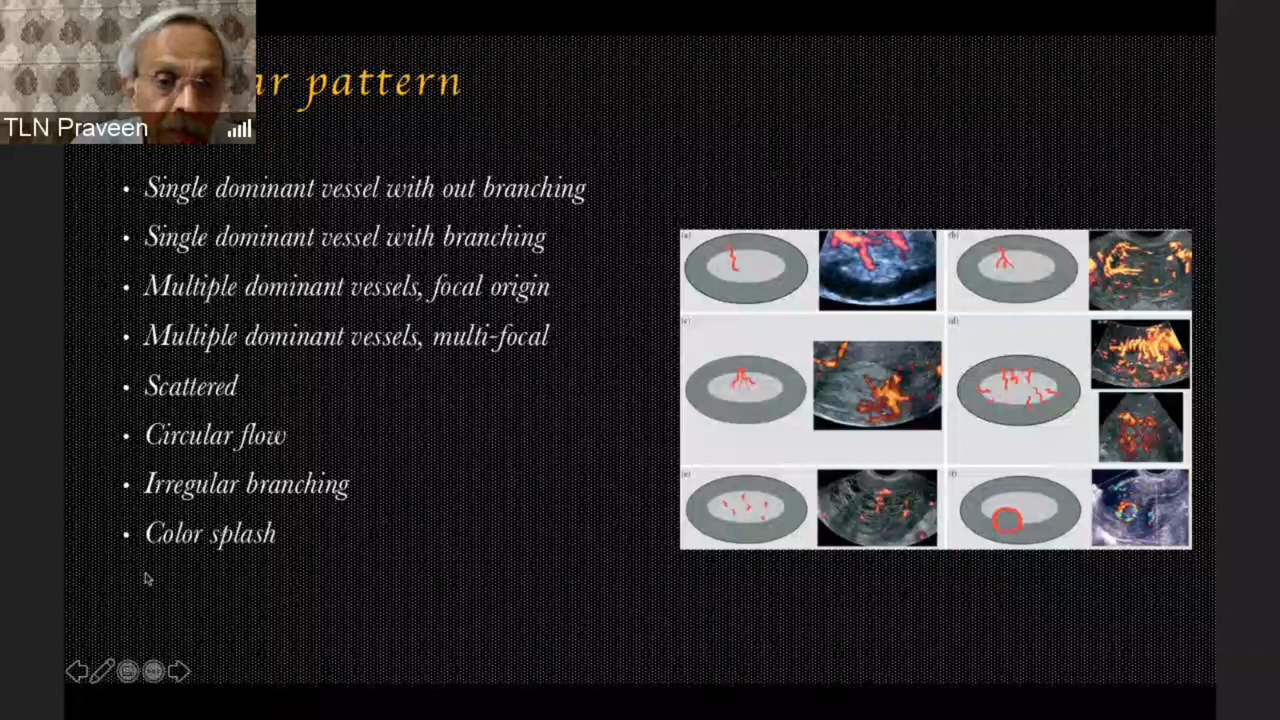 ar pattern
TLN Praveen
• Single dominant vessel with out branching
• Single dominant vessel with branching
• Multiple dominant vessels, focal origin
• Multiple dominant vessels, multi-focal
• Scattered
• Circular flow
• Irregular branching
• Color splash
(a)
(b)
(c)
(d)
(e)
(f)